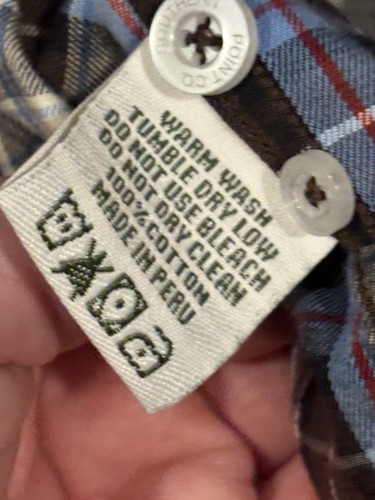 SOUTHERN
POINT CO.
WARM WASH
TUMBLE DRY LOW
DO NOT USE BLEACH
DO NOT DRY CLEAN
100% COTTON
MADE IN PERU